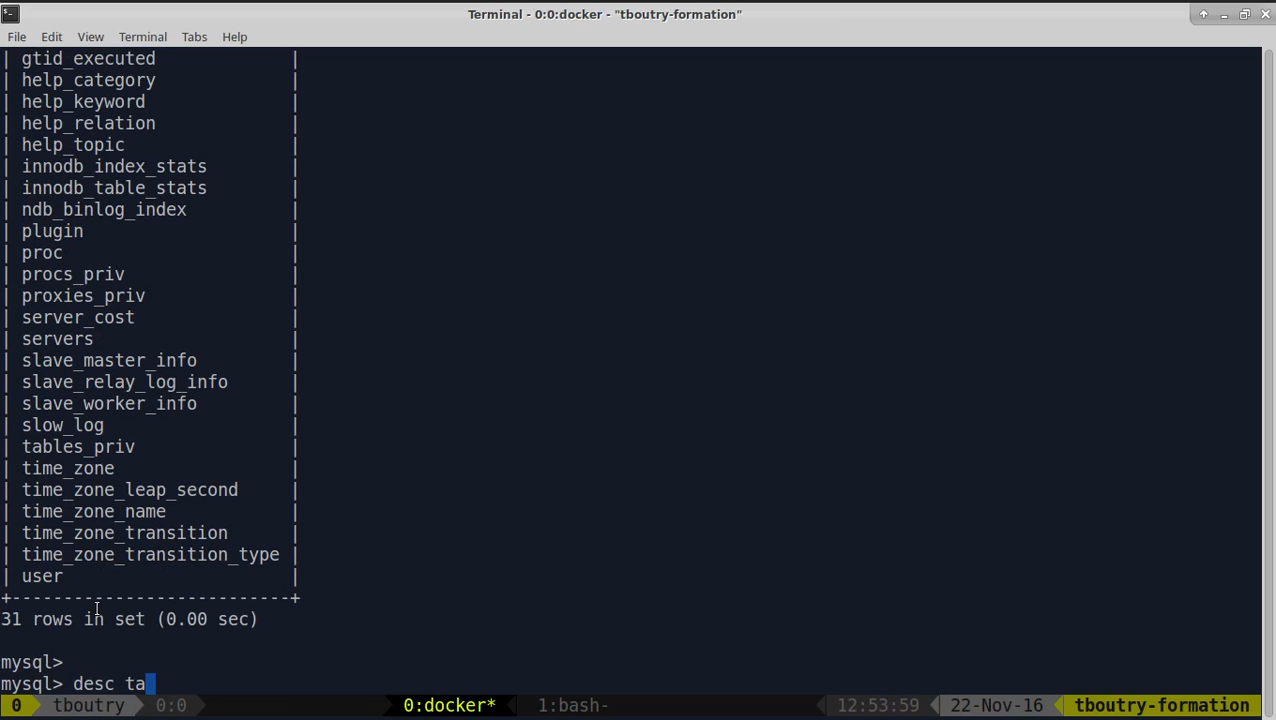 Terminal - 0:0:docker - "tboutry-formation"
File Edit View Terminal Tabs Help
| gtid_executed |
| help_category |
| help_keyword |
| help_relation |
| help_topic |
| innodb_index_stats |
| innodb_table_stats |
| ndb_binlog_index |
| plugin |
| proc |
| procs_priv |
| proxies_priv |
| server_cost |
| servers |
| slave_master_info |
| slave_relay_log_info |
| slave_worker_info |
| slow_log |
| tables_priv |
| time_zone |
| time_zone_leap_second |
| time_zone_name |
| time_zone_transition |
| time_zone_transition_type |
| user |
+---------------------------+
31 rows in set (0.00 sec)
mysql>
mysql> desc ta
0 tboutry 0:0 0:docker* 1:bash- 12:53:59 22-Nov-16 tboutry-formation